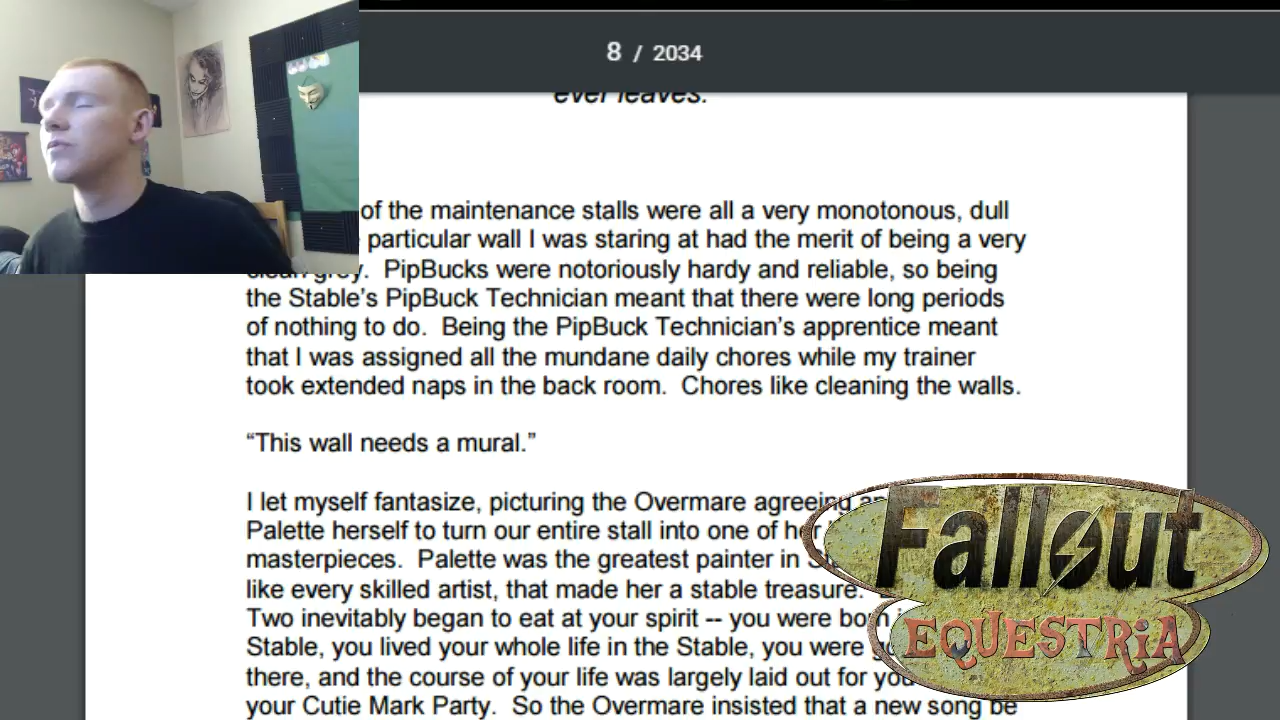 8 / 2034
ever leaves.
of the maintenance stalls were all a very monotonous, dull
particular wall I was staring at had the merit of being a very
clean grey. PipBucks were notoriously hardy and reliable, so being
the Stable’s PipBuck Technician meant that there were long periods
of nothing to do. Being the PipBuck Technician’s apprentice meant
that I was assigned all the mundane daily chores while my trainer
took extended naps in the back room. Chores like cleaning the walls.
“This wall needs a mural.”
I let myself fantasize, picturing the Overmare agreeing
Palette herself to turn our entire stall into one of her
masterpieces. Palette was the greatest painter in
like every skilled artist, that made her a stable treasure.
Two inevitably began to eat at your spirit -- you were born
Stable, you lived your whole life in the Stable, you were
there, and the course of your life was largely laid out for you
your Cutie Mark Party. So the Overmare insisted that a new song be
Fallout
EQUESTRIA